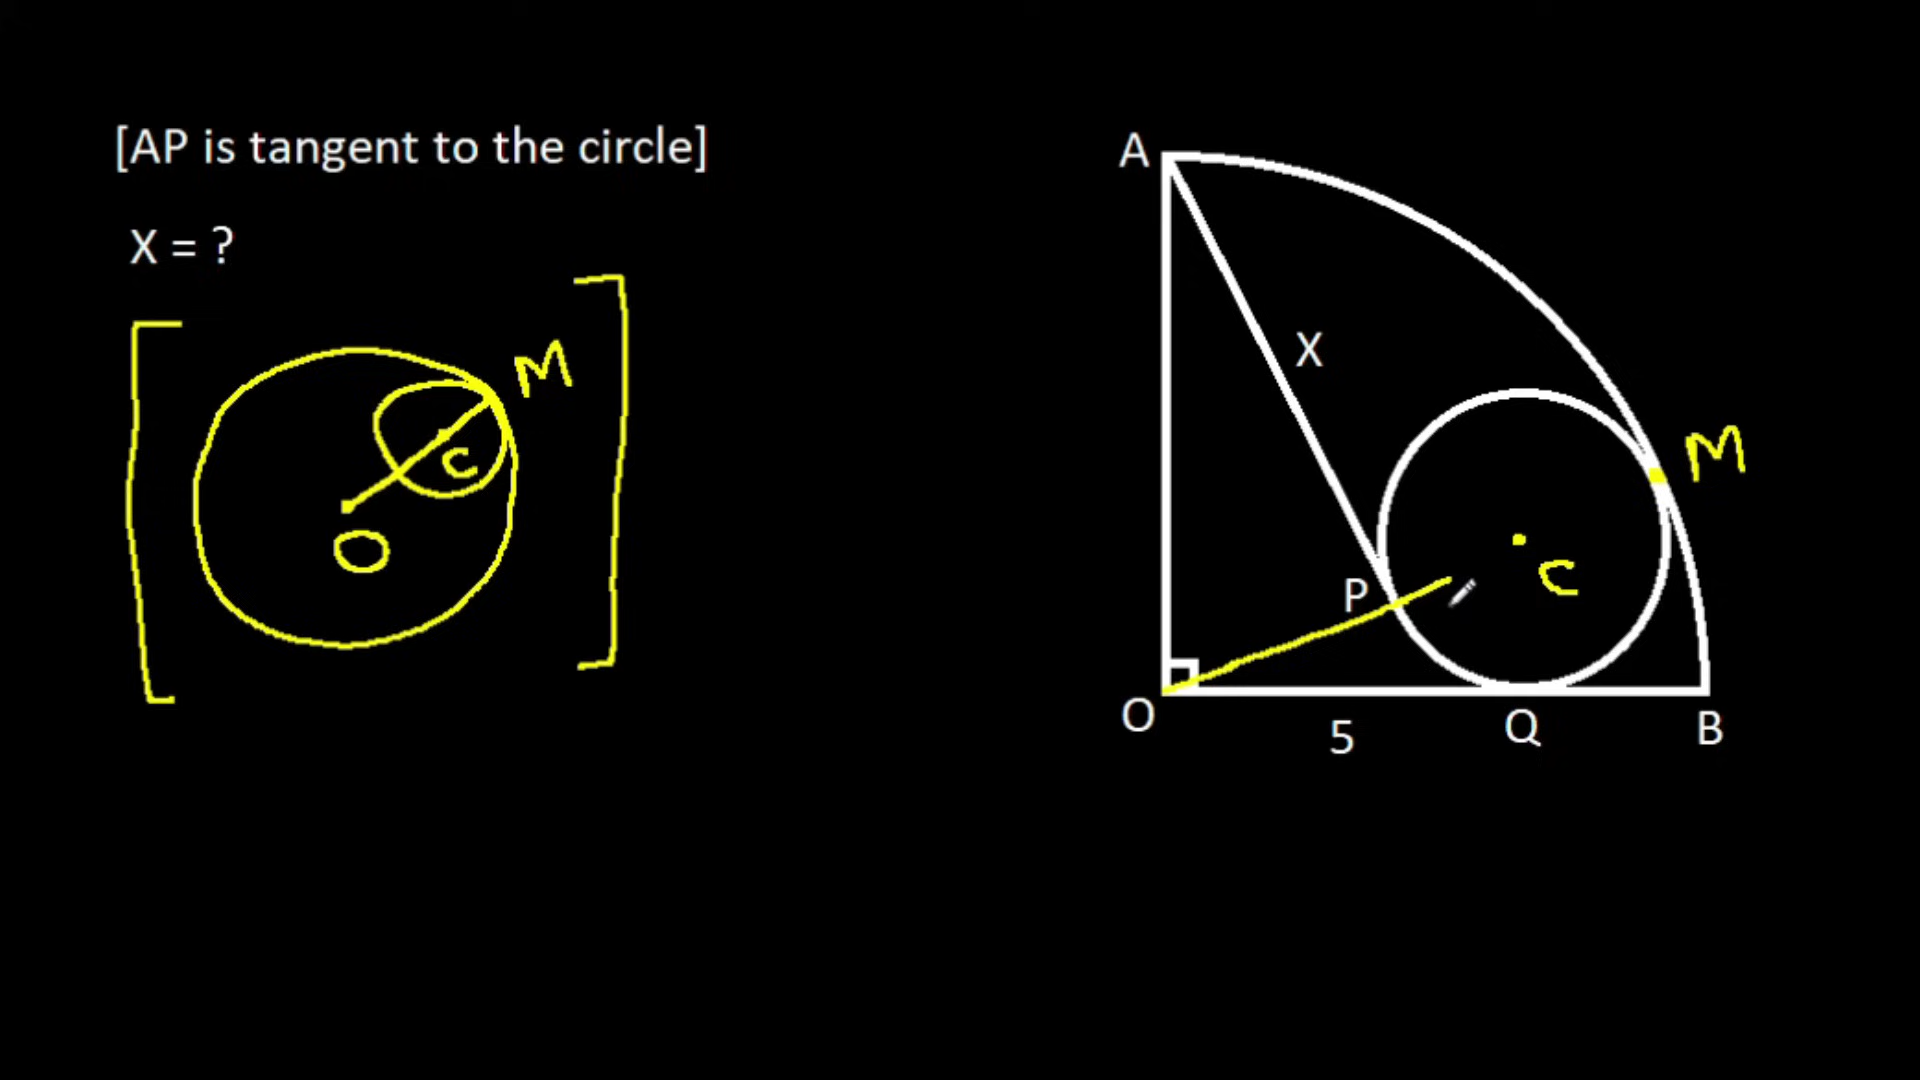 [AP is tangent to the circle]
X = ?
M
C
O
A
X
M
P
C
O
5
Q
B